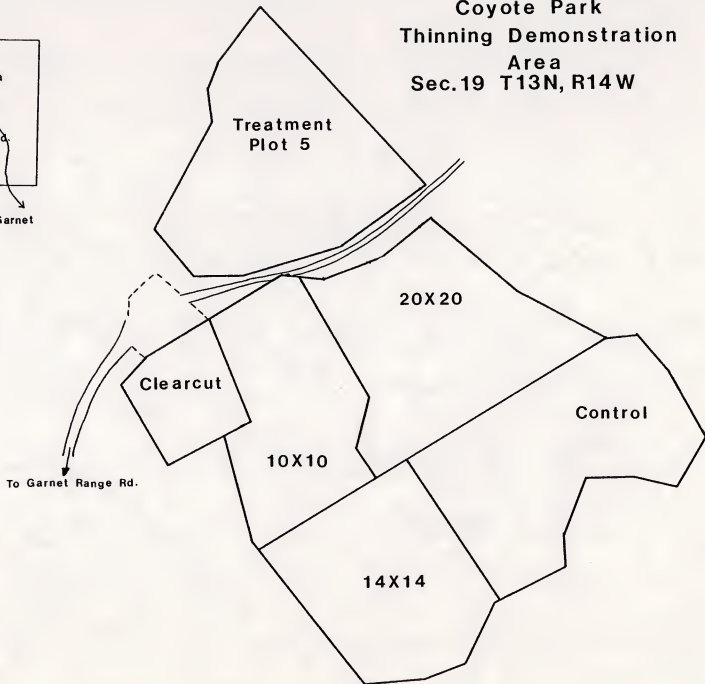 Coyote Park
Thinning Demonstration
Area
Sec.19 T13N, R14W
Treatment
Plot 5
20X20
Clearcut
Control
10X10
To Garnet Range Rd.
14X14